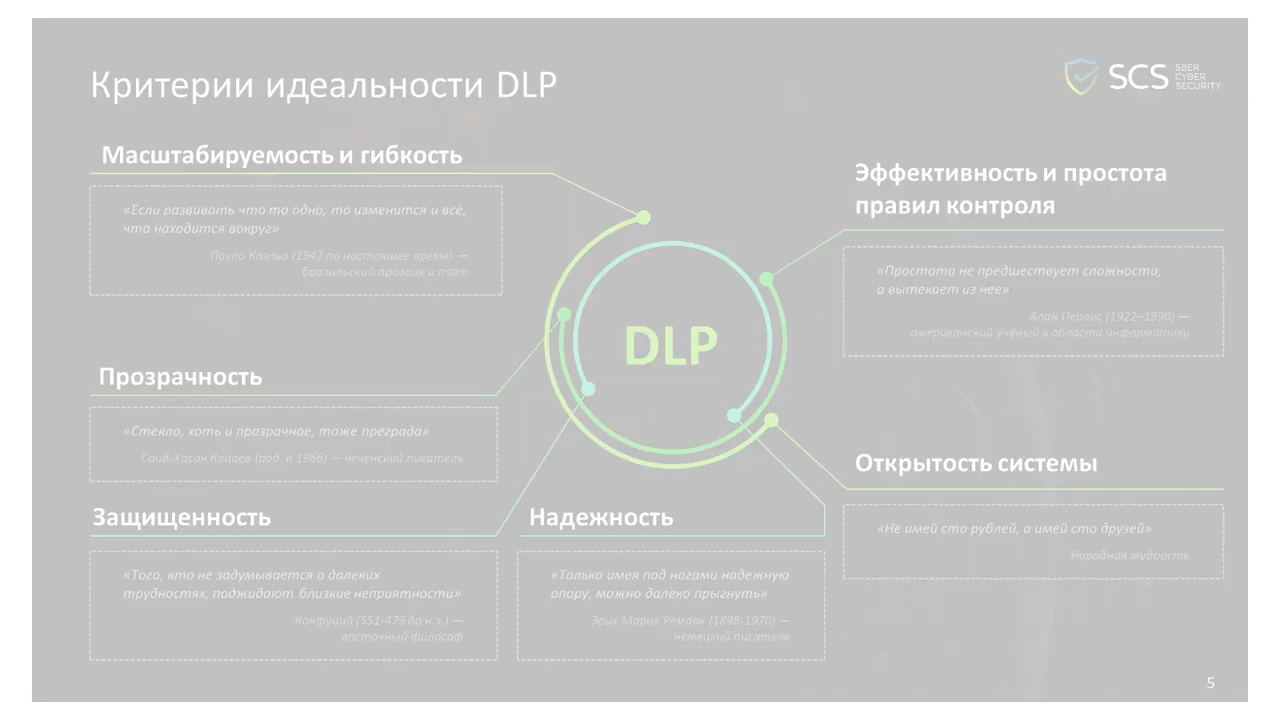 Критерии идеальности DLP
SCS
SBER
CYBER
SECURITY
Масштабируемость и гибкость
«Если развивать что то одно, то изменится и всё,
что находится вокруг»
Пауло Коэльо (1947 по настоящее время) —
бразильский прозаик и поэт
Эффективность и простота
правил контроля
«Простота не предшествует сложности,
а вытекает из нее»
Алан Перлис (1922–1990) —
американский учёный в области информатики
DLP
Прозрачность
«Стекло, хоть и прозрачное, тоже преграда»
Саид-Хасан Кацаев (род. в 1966) — чеченский писатель
Открытость системы
«Не имей сто рублей, а имей сто друзей»
Народная мудрость
Защищенность
«Того, кто не задумывается о далеких
трудностях, поджидают близкие неприятности»
Конфуций (551-479 до н.э.) —
восточный философ
Надежность
«Только имея под ногами надежную
опору, можно далеко прыгнуть»
Эрих Мария Ремарк (1898-1970) —
немецкий писатель
5